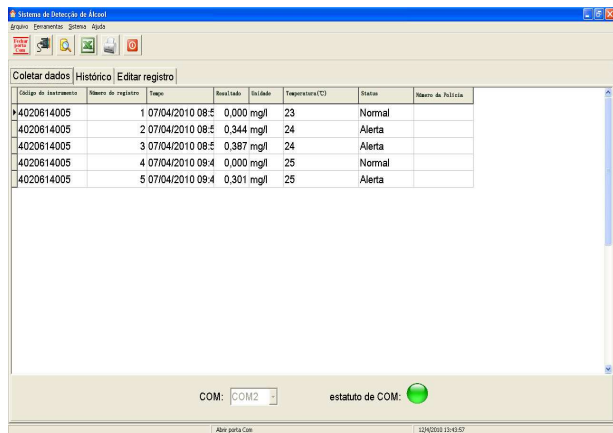 Sistema de Detecção de Álcool
Arquivo Ferramentas Sistema Ajuda
Fechar porta Com
Coletar dados Histórico Editar registro
Código do instrumento Número do registro Tempo Resultado Unidade Temperatura(℃) Status Número da Polícia
4020614005 1 07/04/2010 08:5 0,000 mg/l 23 Normal
4020614005 2 07/04/2010 08:5 0,344 mg/l 24 Alerta
4020614005 3 07/04/2010 08:5 0,387 mg/l 24 Alerta
4020614005 4 07/04/2010 09:4 0,000 mg/l 25 Normal
4020614005 5 07/04/2010 09:4 0,301 mg/l 25 Alerta
COM: COM2 estatuto de COM:
Abrir porta Com 12/4/2010 13:43:57